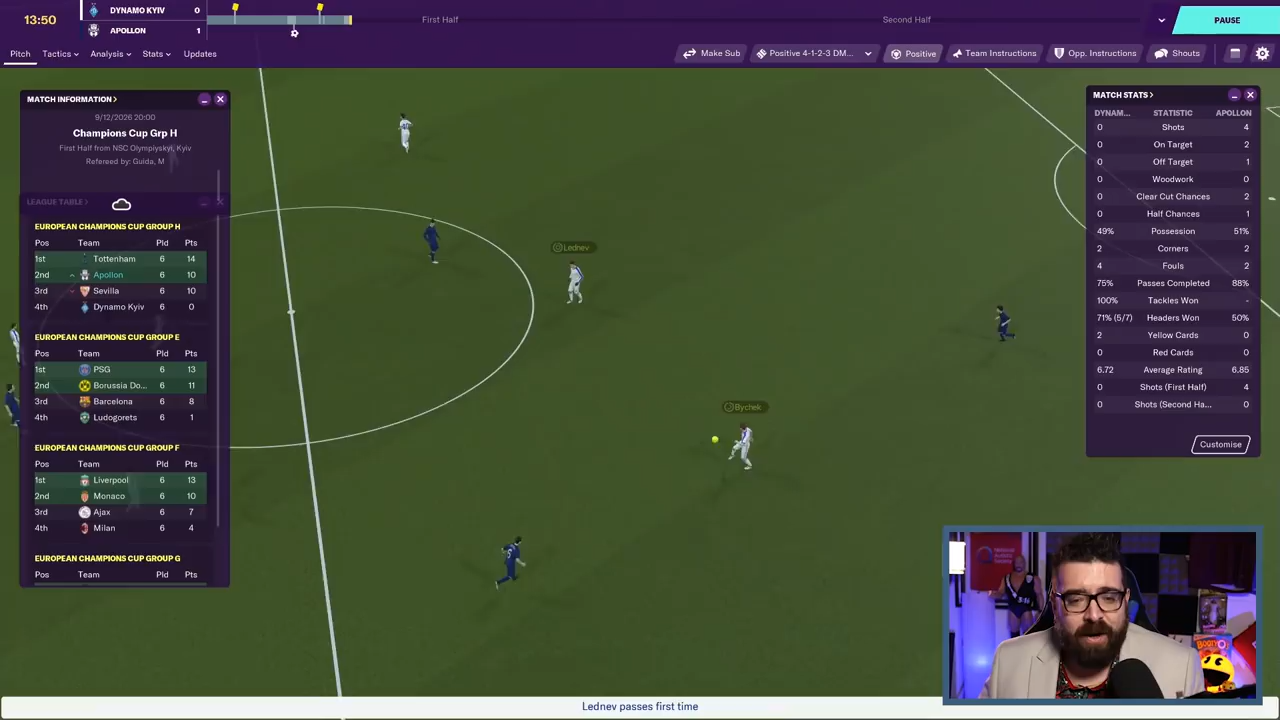 13:50
DYNAMO KYIV 0
APOLLON 1
First Half
Second Half
PAUSE
Pitch Tactics Analysis Stats Updates
Make Sub Positive 4-1-2-3 DM... Positive Team Instructions Opp. Instructions Shouts
MATCH INFORMATION
9/12/2026 20:00
Champions Cup Grp H
First Half from NSC Olympiyskyi, Kyiv
Refereed by: Guida, M
LEAGUE TABLE
EUROPEAN CHAMPIONS CUP GROUP H
Pos Team Pld Pts
1st Tottenham 6 14
2nd Apollon 6 10
3rd Sevilla 6 10
4th Dynamo Kyiv 6 0
EUROPEAN CHAMPIONS CUP GROUP E
Pos Team Pld Pts
1st PSG 6 13
2nd Borussia Do... 6 11
3rd Barcelona 6 8
4th Ludogorets 6 1
EUROPEAN CHAMPIONS CUP GROUP F
Pos Team Pld Pts
1st Liverpool 6 13
2nd Monaco 6 10
3rd Ajax 6 7
4th Milan 6 4
EUROPEAN CHAMPIONS CUP GROUP G
Pos Team Pld Pts
Lednev
Bychek
MATCH STATS
DYNAM... STATISTIC APOLLON
0 Shots 4
0 On Target 2
0 Off Target 1
0 Woodwork 0
0 Clear Cut Chances 2
0 Half Chances 1
49% Possession 51%
2 Corners 2
4 Fouls 2
75% Passes Completed 88%
100% Tackles Won -
71% (5/7) Headers Won 50%
2 Yellow Cards 0
0 Red Cards 0
6.72 Average Rating 6.85
0 Shots (First Half) 4
0 Shots (Second Ha... 0
Customise
Lednev passes first time